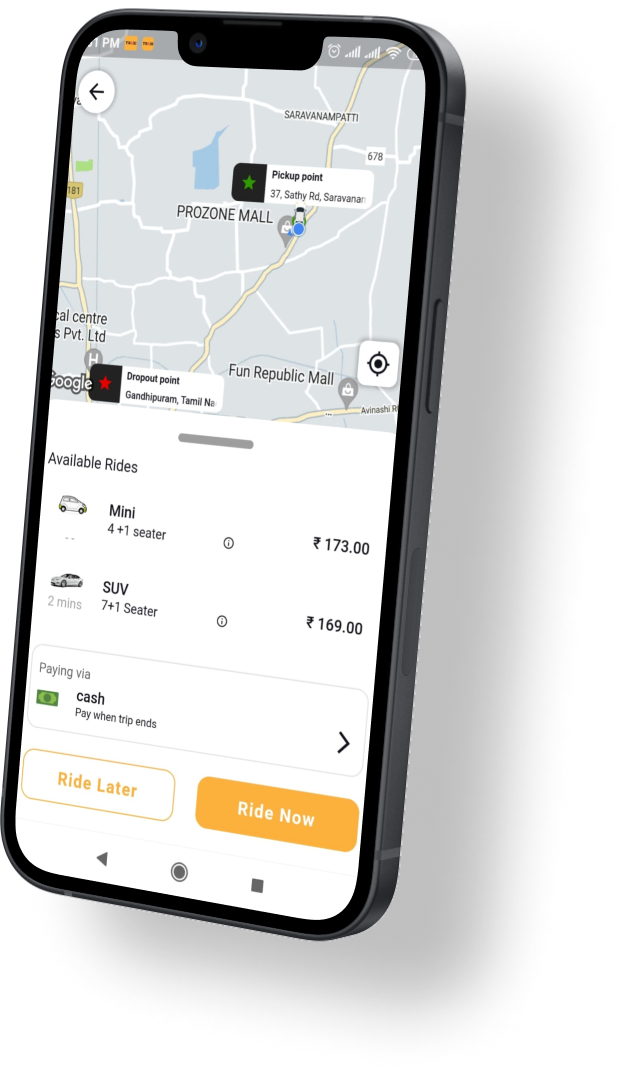 PM
SARAVANAMPATTI
678
Pickup point
37, Sathy Rd, Saravanan
181
PROZONE MALL
cal centre
s Pvt. Ltd
H
Fun Republic Mall
Google
Dropout point
Gandhipuram, Tamil Na
Avinashi R
Available Rides
Mini
4 +1 seater
₹ 173.00
- -
SUV
2 mins
7+1 Seater
₹ 169.00
Paying via
cash
Pay when trip ends
Ride Later
Ride Now